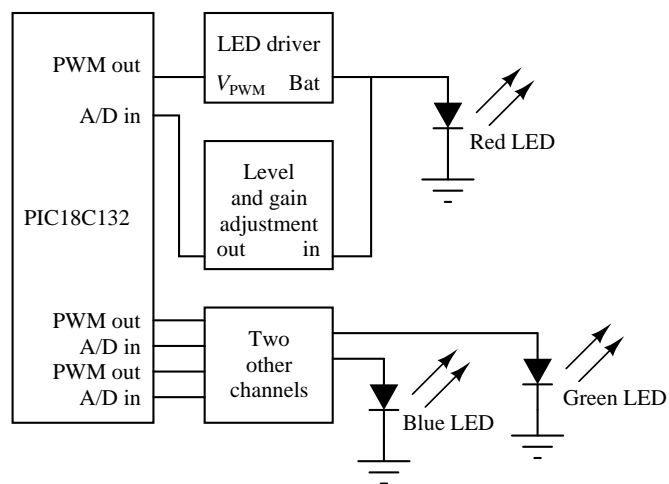 PWM out
A/D in
PIC18C132
PWM out
A/D in
PWM out
A/D in
LED driver
VPWM Bat
Level
and gain
adjustment
out in
Red LED
Two
other
channels
Blue LED
Green LED